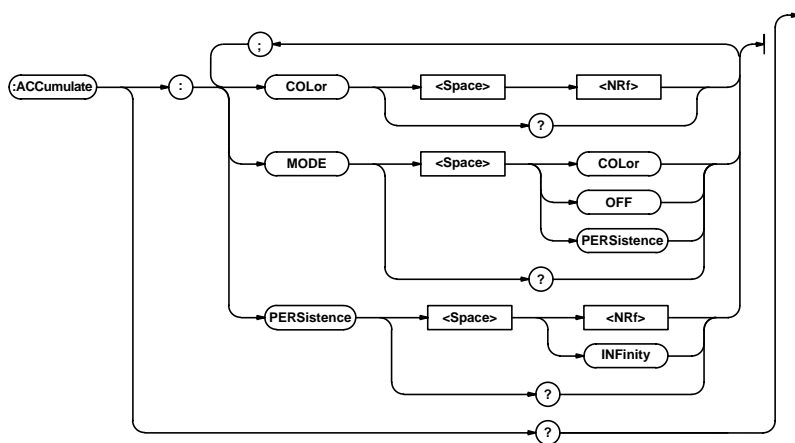 ;
:ACCumulate
:
COLor
<Space>
<NRf>
?
MODE
<Space>
COLor
OFF
PERSistence
?
PERSistence
<Space>
<NRf>
INFinity
?
?